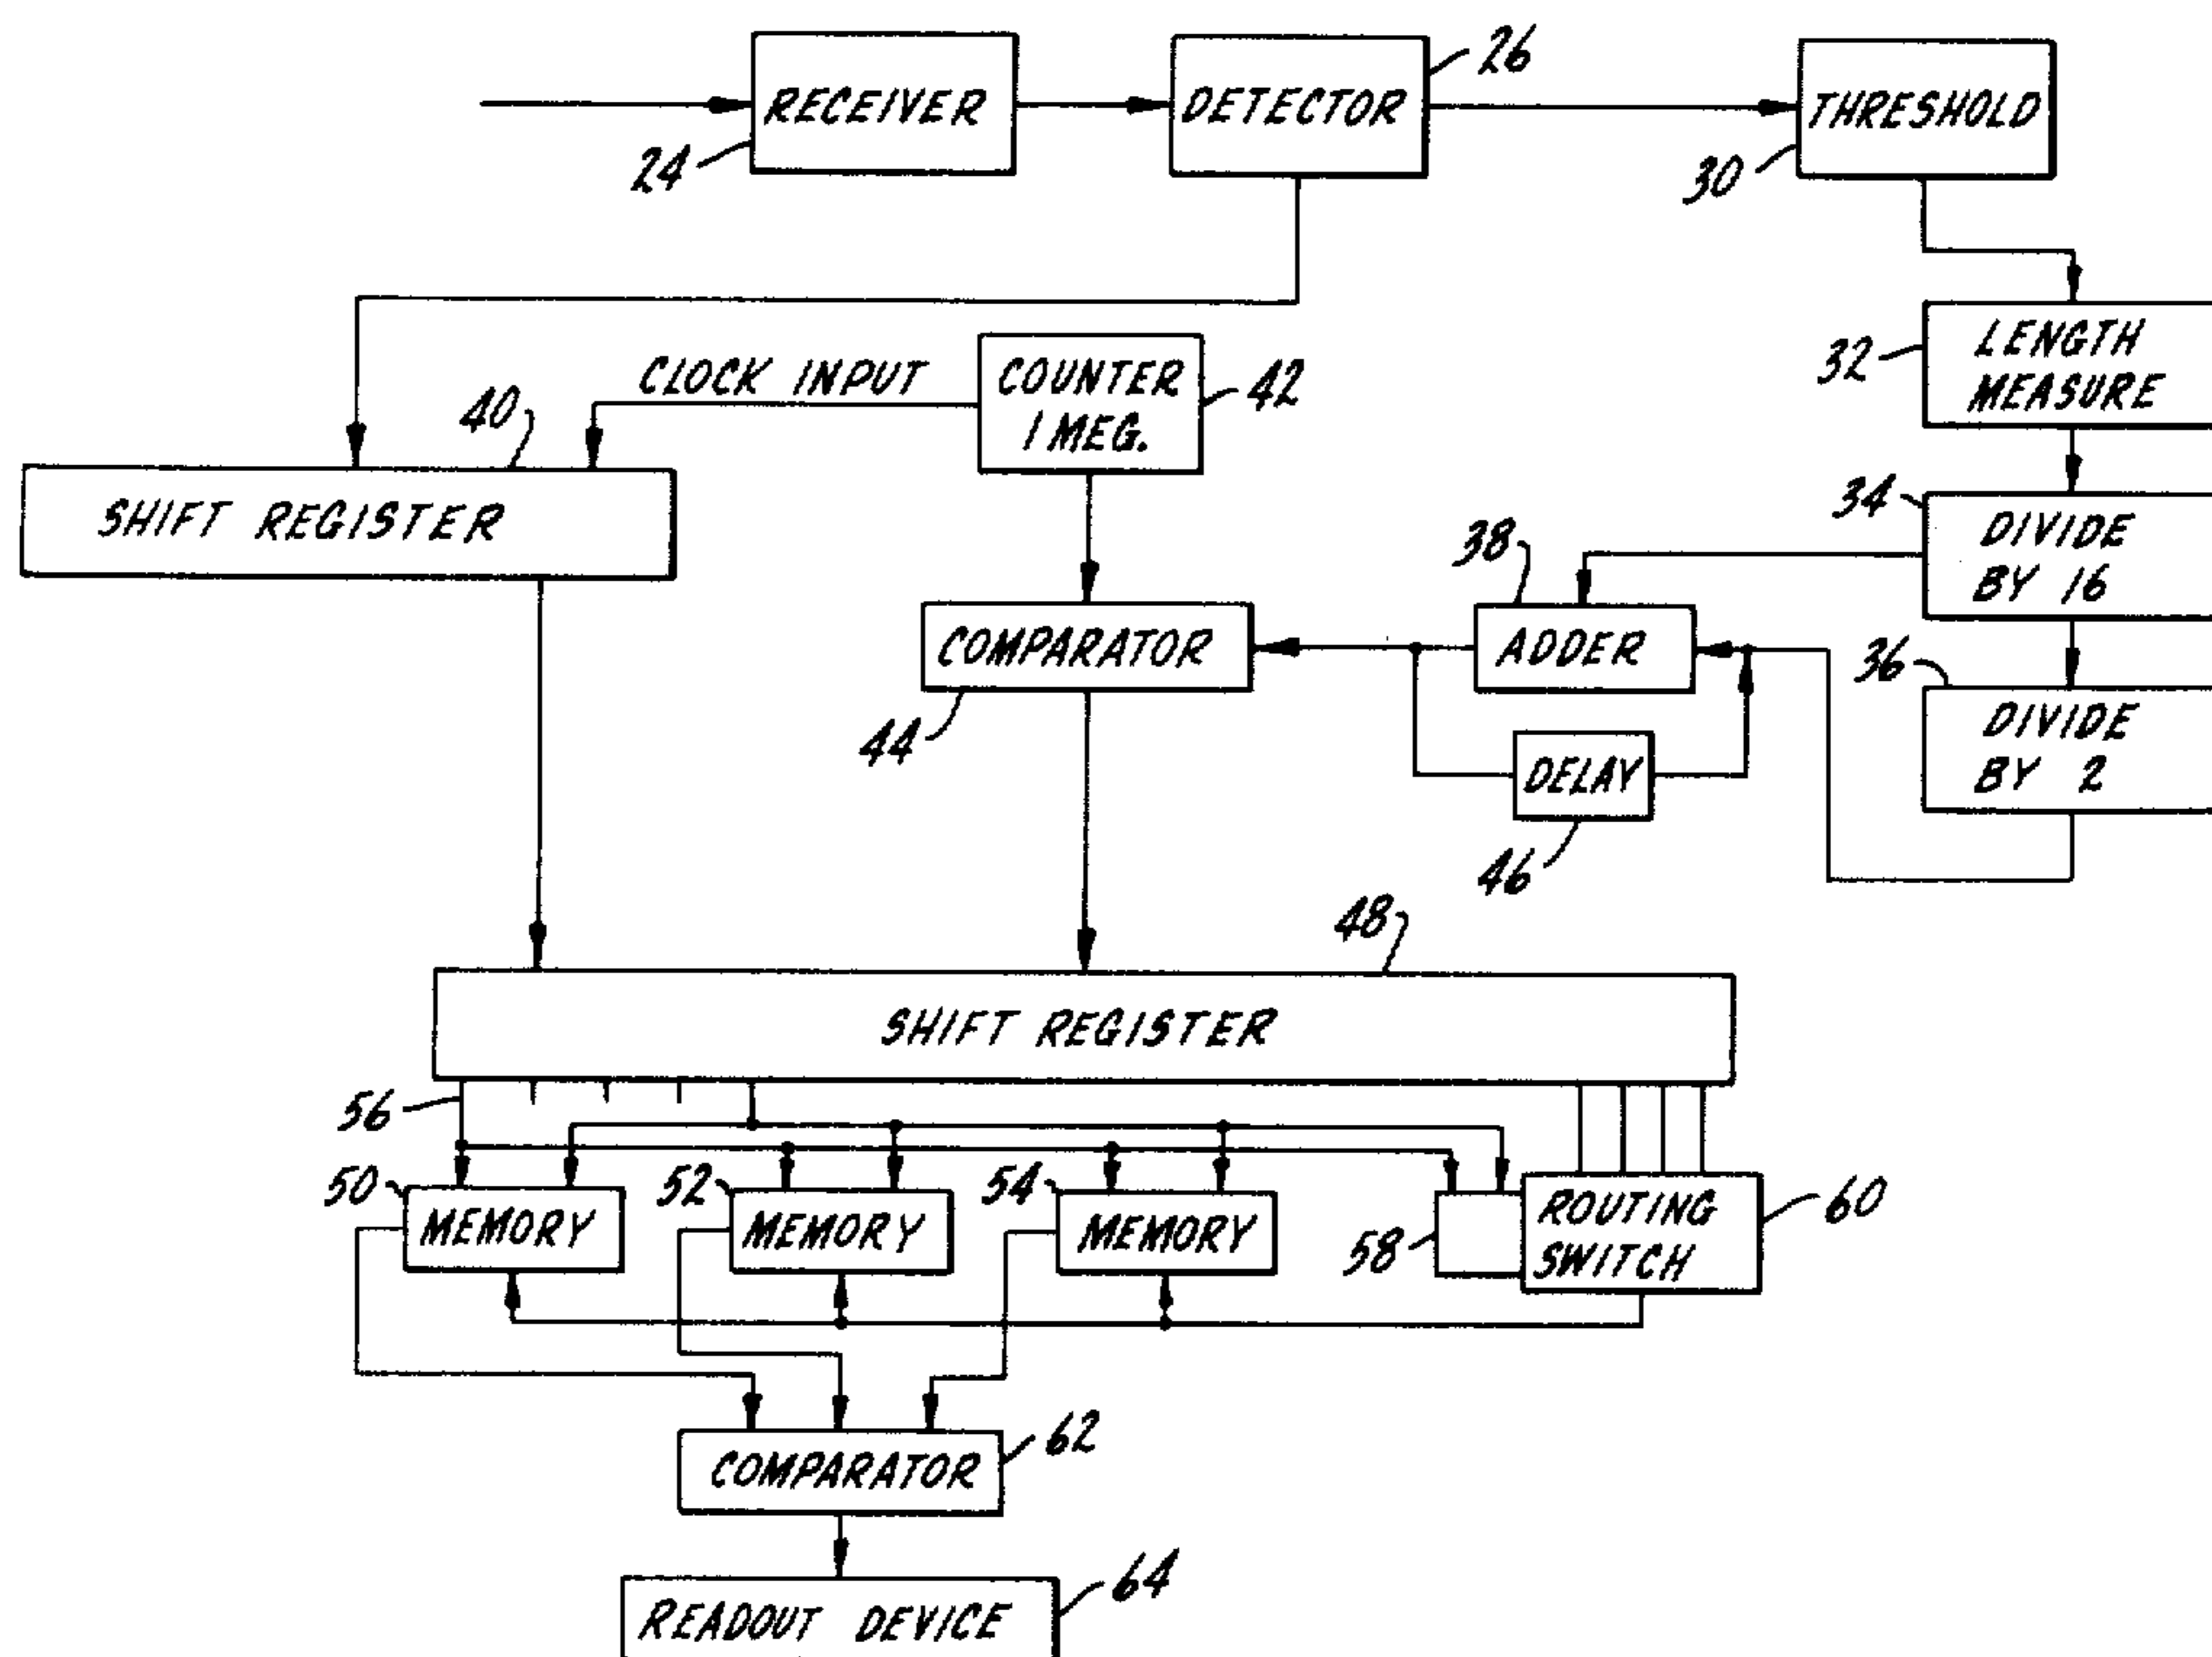 RECEIVER
24
DETECTOR
26
THRESHOLD
30
LENGTH
MEASURE
32
CLOCK INPUT
COUNTER
1 MEG.
42
40
SHIFT REGISTER
34
DIVIDE
BY 16
38
ADDER
COMPARATOR
44
36
DIVIDE
BY 2
DELAY
46
48
SHIFT REGISTER
56
50
MEMORY
52
MEMORY
54
MEMORY
58
ROUTING
SWITCH
60
COMPARATOR
62
READOUT DEVICE
64